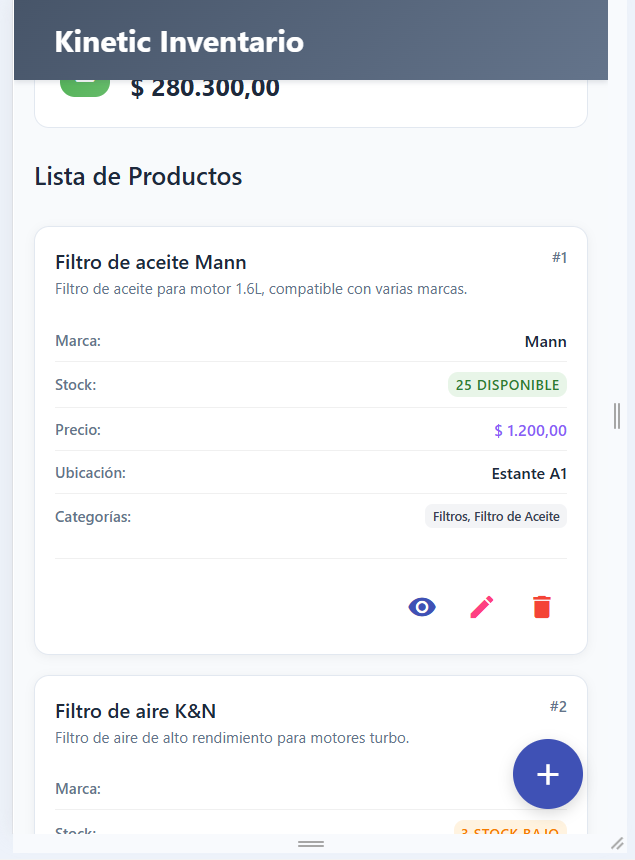 Kinetic Inventario
$ 280.300,00
Lista de Productos
Filtro de aceite Mann
#1
Filtro de aceite para motor 1.6L, compatible con varias marcas.
Marca:
Mann
Stock:
25 DISPONIBLE
Precio:
$ 1.200,00
Ubicación:
Estante A1
Categorías:
Filtros, Filtro de Aceite
Filtro de aire K&N
#2
Filtro de aire de alto rendimiento para motores turbo.
Marca:
Stock:
3 STOCK BAJO